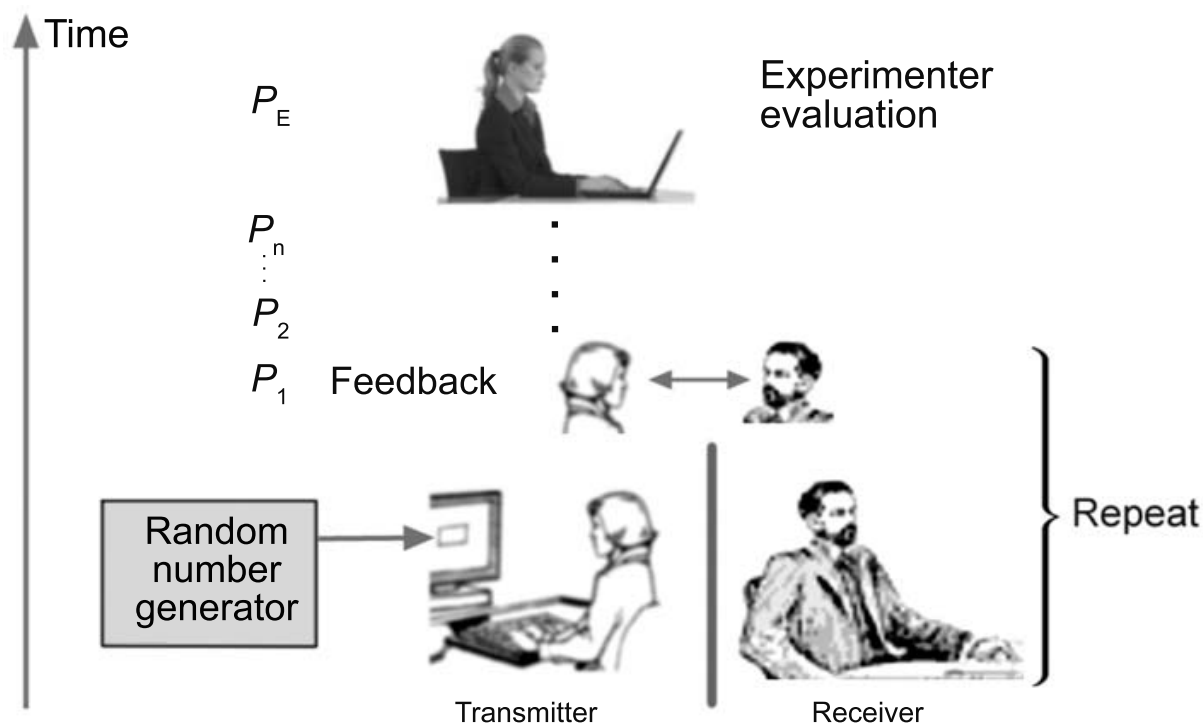 Time
P_E
Experimenter
evaluation
P_n
P_2
P_1
Feedback
Random
number
generator
Repeat
Transmitter
Receiver